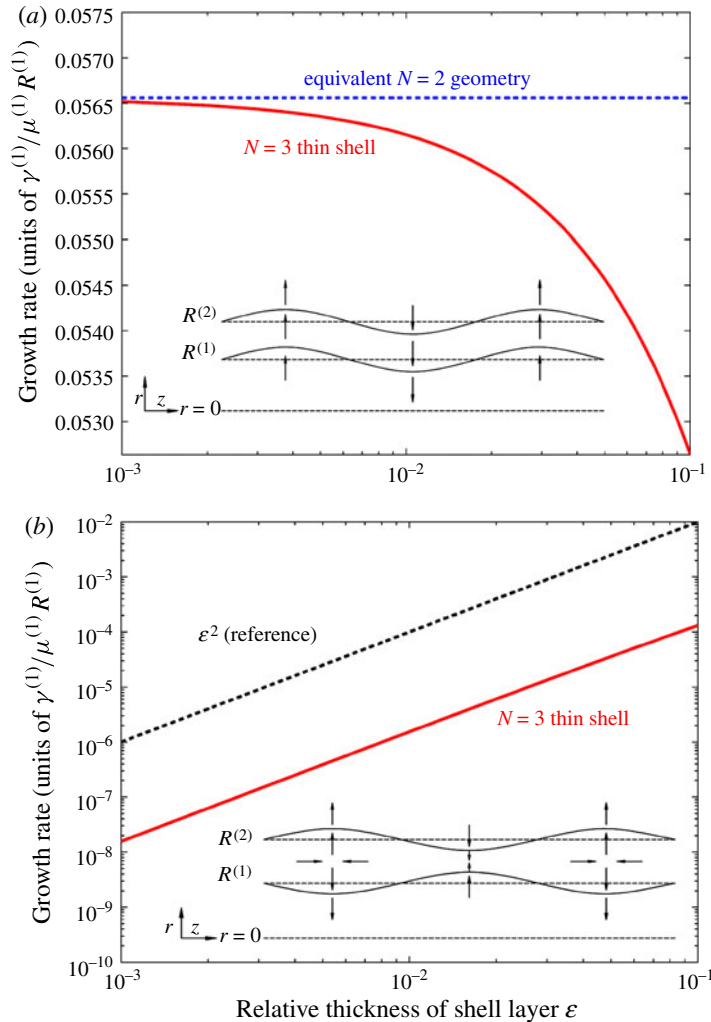 (a)
0.0575
0.0570
0.0565
0.0560
0.0555
0.0550
0.0545
0.0540
0.0535
0.0530
Growth rate (units of γ⁽¹⁾/μ⁽¹⁾ R⁽¹⁾)
equivalent N = 2 geometry
N = 3 thin shell
R⁽²⁾
R⁽¹⁾
r z r = 0
10⁻³ 10⁻² 10⁻¹
(b)
10⁻²
10⁻³
10⁻⁴
10⁻⁵
10⁻⁶
10⁻⁷
10⁻⁸
10⁻⁹
10⁻¹⁰
Growth rate (units of γ⁽¹⁾/μ⁽¹⁾ R⁽¹⁾)
ε² (reference)
N = 3 thin shell
R⁽²⁾
R⁽¹⁾
r z r = 0
10⁻³ 10⁻² 10⁻¹
Relative thickness of shell layer ε